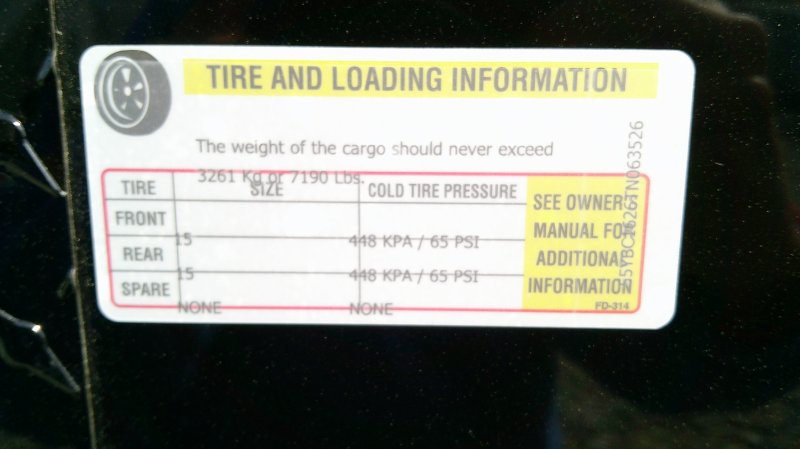 TIRE AND LOADING INFORMATION
The weight of the cargo should never exceed
3261 Kg or 7190 Lbs.
TIRE SIZE COLD TIRE PRESSURE
FRONT 15 448 KPA / 65 PSI
REAR 15 448 KPA / 65 PSI
SPARE NONE NONE
SEE OWNER
MANUAL FO
ADDITIONA
INFORMATION
FD-314